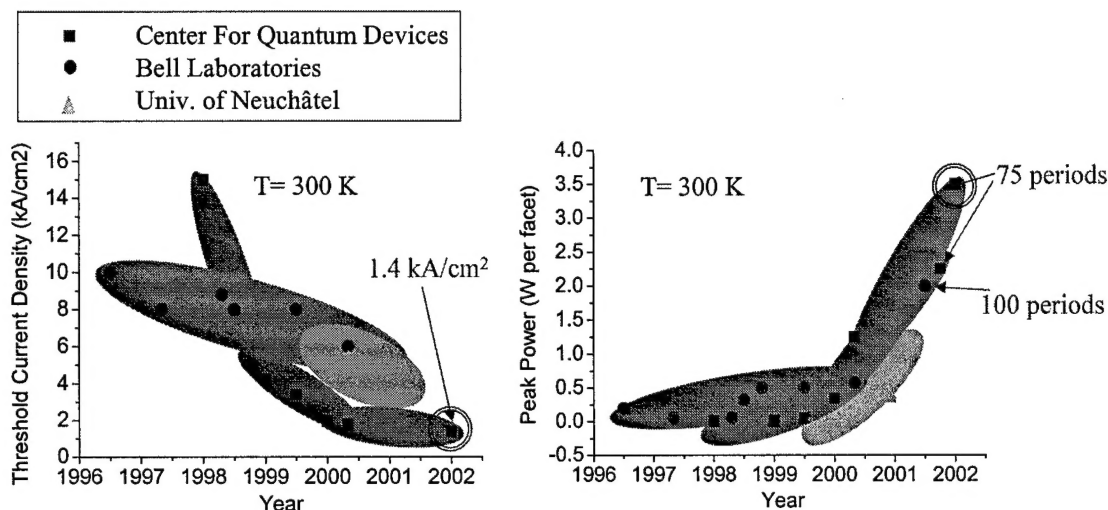 Center For Quantum Devices
Bell Laboratories
Univ. of Neuchâtel
Threshold Current Density (kA/cm2)
16
14
12
10
8
6
4
2
0
T= 300 K
1.4 kA/cm²
1996 1997 1998 1999 2000 2001 2002
Year
Peak Power (W per facet)
4.0
3.5
3.0
2.5
2.0
1.5
1.0
0.5
0.0
-0.5
T= 300 K
75 periods
100 periods
1996 1997 1998 1999 2000 2001 2002
Year